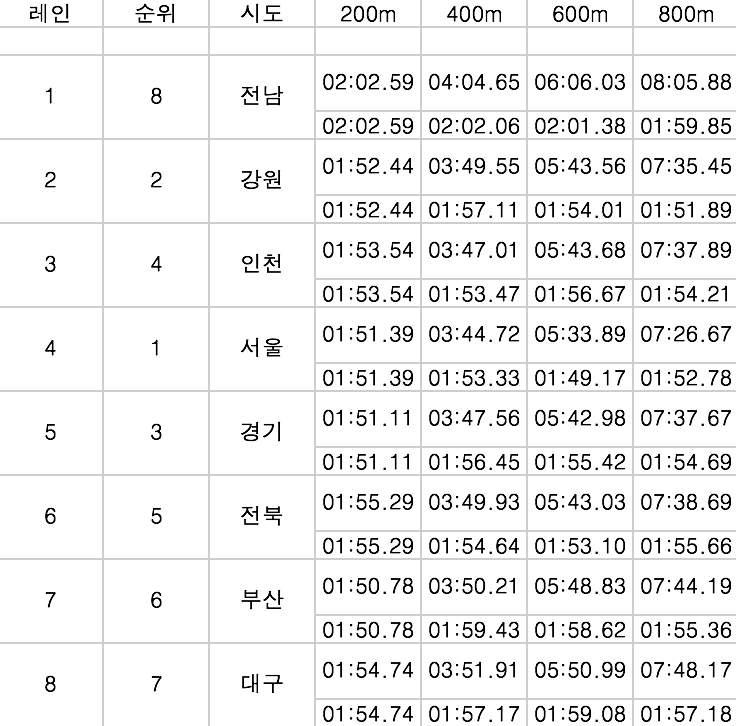 레인 순위 시도 200m 400m 600m 800m
02:02.59 04:04.65 06:06.03 08:05.88
1 8 전남
02:02.59 02:02.06 02:01.38 01:59.85
01:52.44 03:49.55 05:43.56 07:35.45
2 2 강원
01:52.44 01:57.11 01:54.01 01:51.89
01:53.54 03:47.01 05:43.68 07:37.89
3 4 인천
01:53.54 01:53.47 01:56.67 01:54.21
01:51.39 03:44.72 05:33.89 07:26.67
4 1 서울
01:51.39 01:53.33 01:49.17 01:52.78
01:51.11 03:47.56 05:42.98 07:37.67
5 3 경기
01:51.11 01:56.45 01:55.42 01:54.69
01:55.29 03:49.93 05:43.03 07:38.69
6 5 전북
01:55.29 01:54.64 01:53.10 01:55.66
01:50.78 03:50.21 05:48.83 07:44.19
7 6 부산
01:50.78 01:59.43 01:58.62 01:55.36
01:54.74 03:51.91 05:50.99 07:48.17
8 7 대구
01:54.74 01:57.17 01:59.08 01:57.18